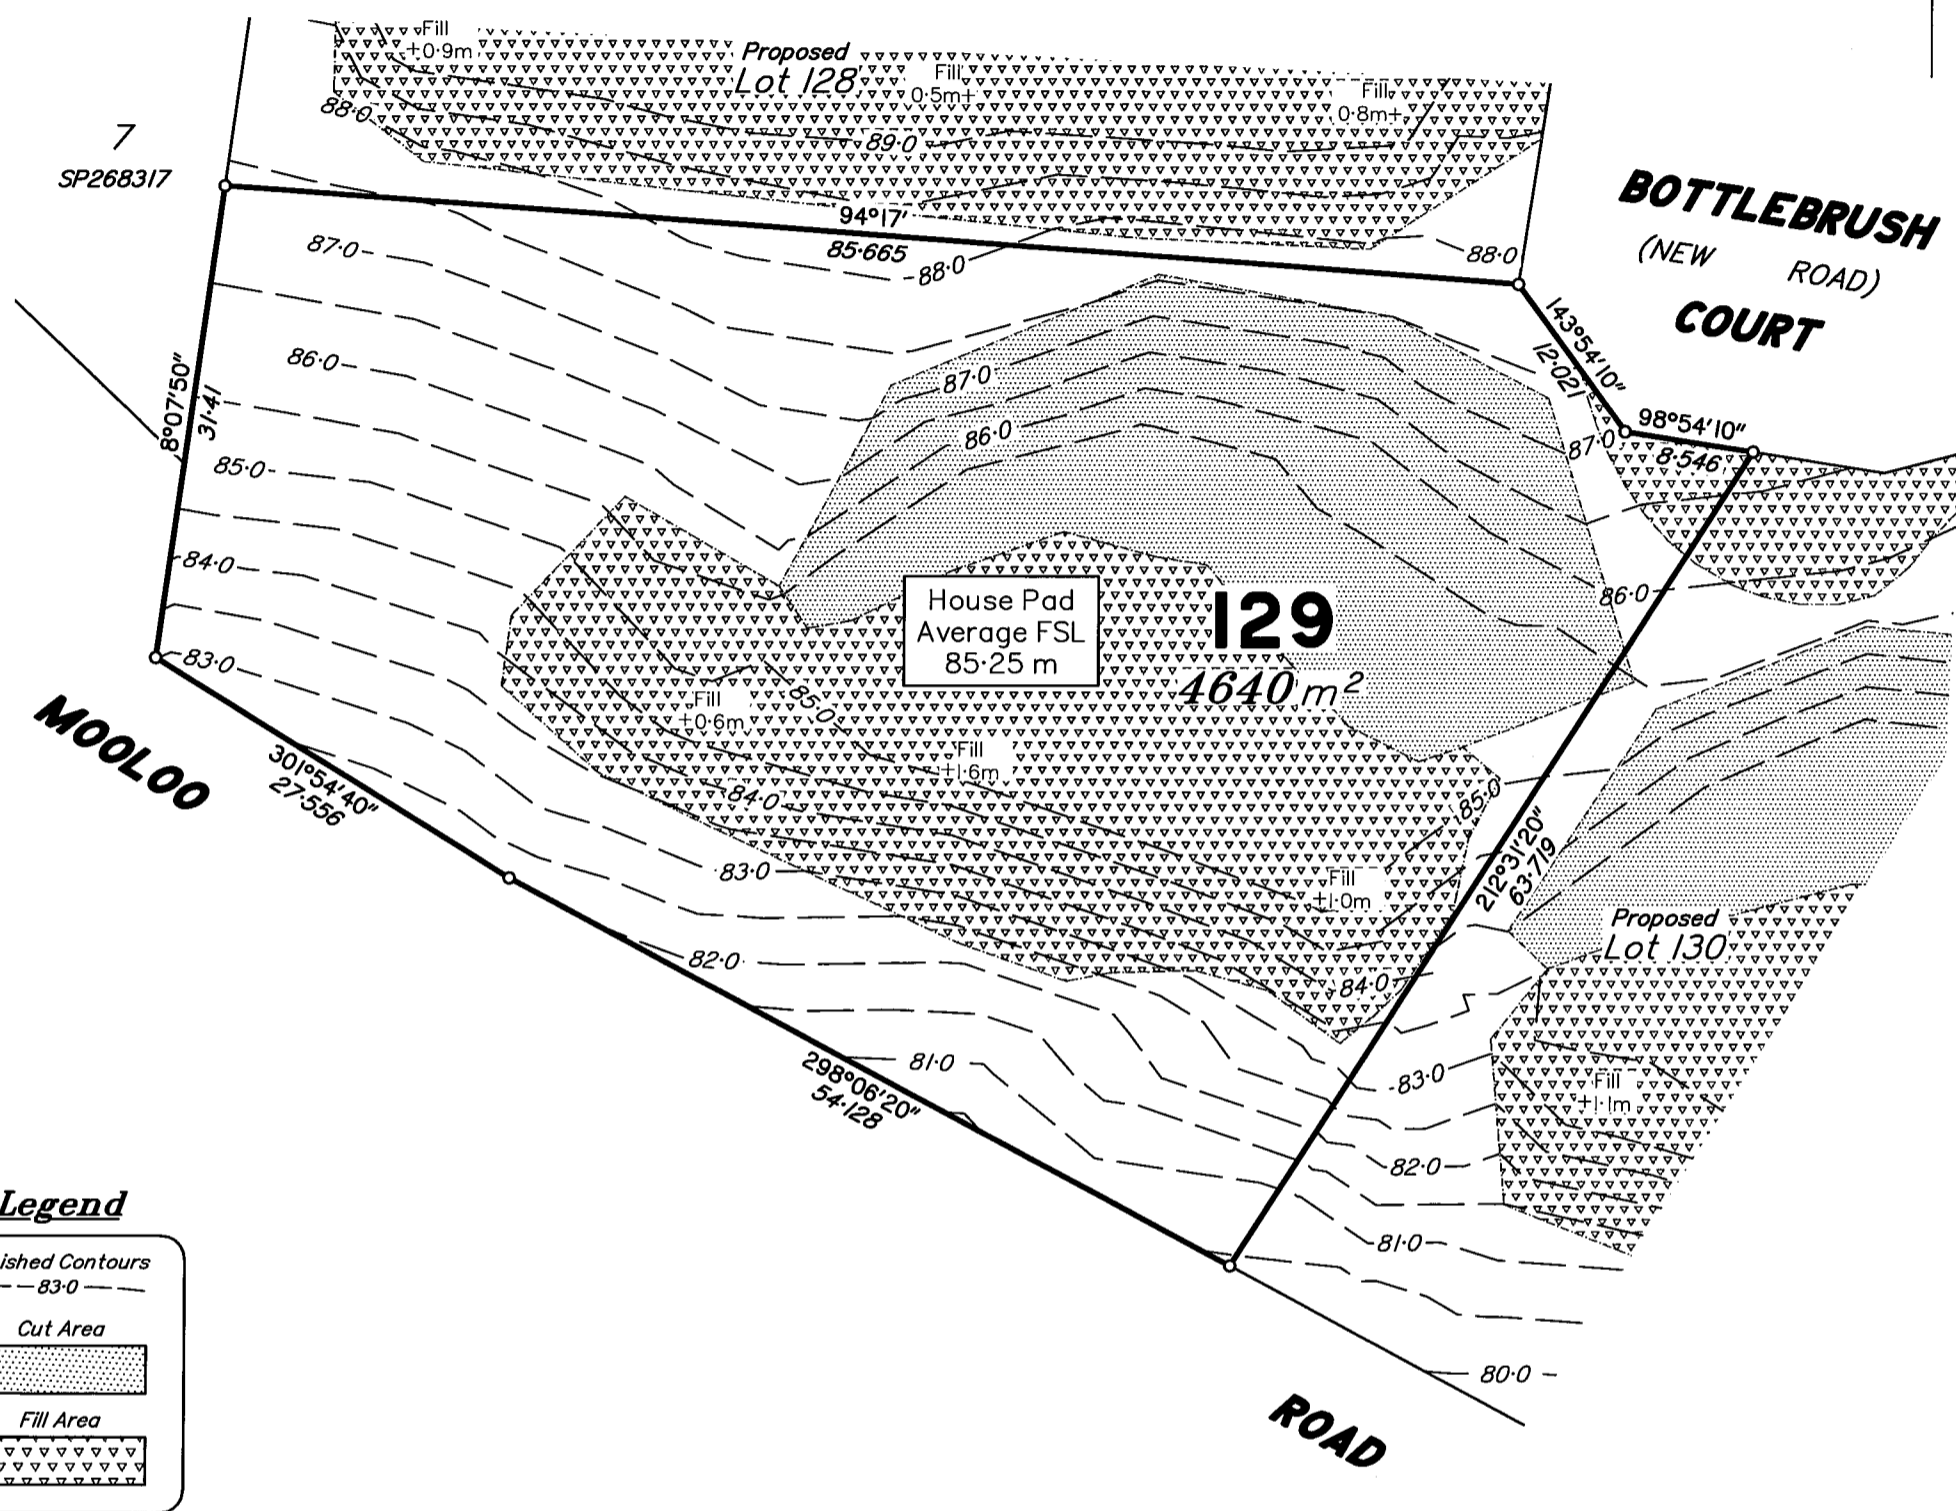 Fill
+0·9m
Proposed
Lot 128
Fill
0·5m+
Fill
0·8m+
88·0
89·0
7
SP268317
94°17'
85·665
88·0
88·0
BOTTLEBRUSH
(NEW ROAD)
COURT
87·0
86·0
85·0
84·0
83·0
8°07'50"
31·41
143°54'10"
12·021
98°54'10"
8·546
87·0
86·0
87·0
86·0
House Pad
Average FSL
85·25 m
129
4640 m²
Fill
+0·6m
85·0
Fill
+1·6m
84·0
83·0
85·0
Fill
+1·0m
84·0
212°31'20"
63·719
Proposed
Lot 130
Fill
+1·1m
MOOLOO
301°54'40"
27·556
82·0
81·0
298°06'20"
54·128
83·0
82·0
81·0
80·0
ROAD
Legend
ished Contours
83·0
Cut Area
Fill Area